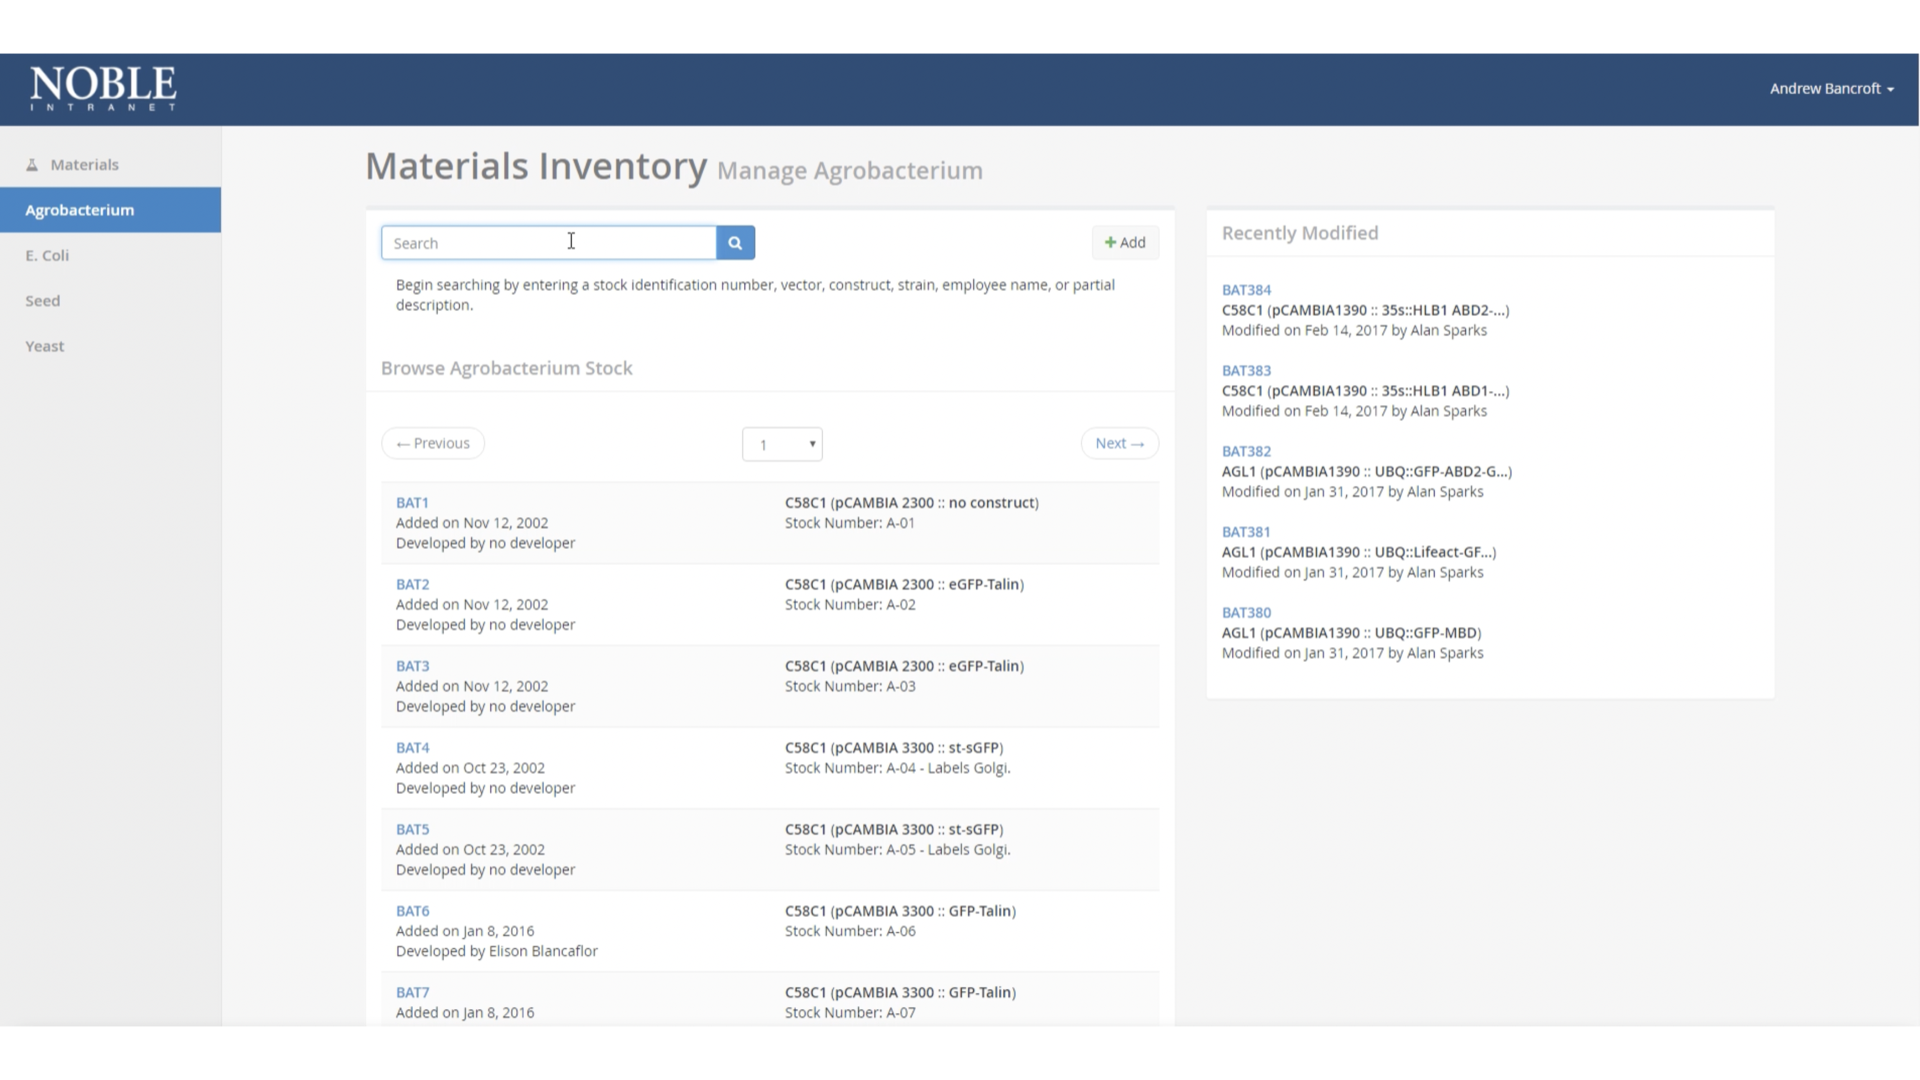 NOBLE
INTRANET
Andrew Bancroft
Materials
Agrobacterium
E. Coli
Seed
Yeast
Materials Inventory Manage Agrobacterium
Search
+ Add
Begin searching by entering a stock identification number, vector, construct, strain, employee name, or partial
description.
Browse Agrobacterium Stock
← Previous
1
Next →
BAT1
Added on Nov 12, 2002
Developed by no developer
C58C1 (pCAMBIA 2300 :: no construct)
Stock Number: A-01
BAT2
Added on Nov 12, 2002
Developed by no developer
C58C1 (pCAMBIA 2300 :: eGFP-Talin)
Stock Number: A-02
BAT3
Added on Nov 12, 2002
Developed by no developer
C58C1 (pCAMBIA 2300 :: eGFP-Talin)
Stock Number: A-03
BAT4
Added on Oct 23, 2002
Developed by no developer
C58C1 (pCAMBIA 3300 :: st-sGFP)
Stock Number: A-04 - Labels Golgi.
BAT5
Added on Oct 23, 2002
Developed by no developer
C58C1 (pCAMBIA 3300 :: st-sGFP)
Stock Number: A-05 - Labels Golgi.
BAT6
Added on Jan 8, 2016
Developed by Elison Blancaflor
C58C1 (pCAMBIA 3300 :: GFP-Talin)
Stock Number: A-06
BAT7
Added on Jan 8, 2016
C58C1 (pCAMBIA 3300 :: GFP-Talin)
Stock Number: A-07
Recently Modified
BAT384
C58C1 (pCAMBIA1390 :: 35s::HLB1 ABD2-...)
Modified on Feb 14, 2017 by Alan Sparks
BAT383
C58C1 (pCAMBIA1390 :: 35s::HLB1 ABD1-...)
Modified on Feb 14, 2017 by Alan Sparks
BAT382
AGL1 (pCAMBIA1390 :: UBQ::GFP-ABD2-G...)
Modified on Jan 31, 2017 by Alan Sparks
BAT381
AGL1 (pCAMBIA1390 :: UBQ::Lifeact-GF...)
Modified on Jan 31, 2017 by Alan Sparks
BAT380
AGL1 (pCAMBIA1390 :: UBQ::GFP-MBD)
Modified on Jan 31, 2017 by Alan Sparks